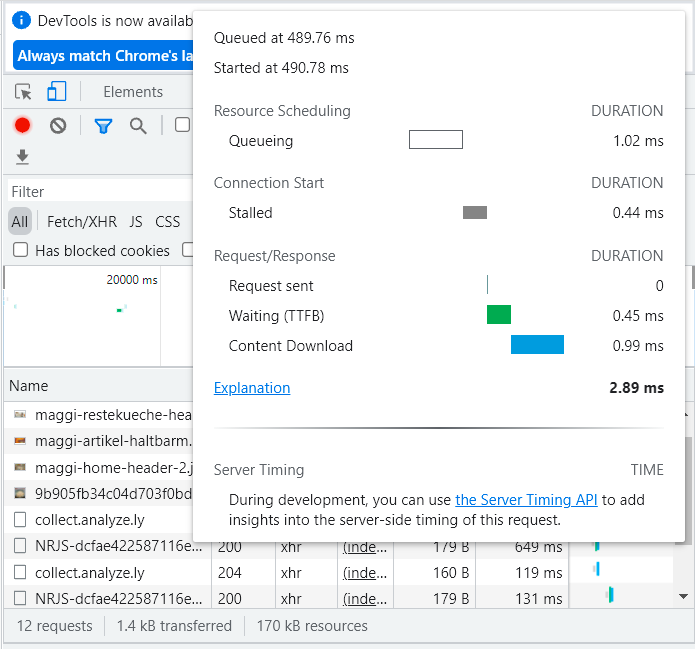 DevTools is now availab
Always match Chrome's la
Elements
Filter
All Fetch/XHR JS CSS
Has blocked cookies
20000 ms
Name
maggi-restekueche-hea
maggi-artikel-haltbarm.
maggi-home-header-2.j
9b905fb34c04d703f0bd
collect.analyze.ly
NRJS-dcfae422587116e... 200 xhr (inde... 179 B 649 ms
collect.analyze.ly 204 xhr (inde... 160 B 119 ms
NRJS-dcfae422587116e... 200 xhr (inde... 179 B 131 ms
12 requests 1.4 kB transferred 170 kB resources
Queued at 489.76 ms
Started at 490.78 ms
Resource Scheduling DURATION
Queueing 1.02 ms
Connection Start DURATION
Stalled 0.44 ms
Request/Response DURATION
Request sent 0
Waiting (TTFB) 0.45 ms
Content Download 0.99 ms
Explanation 2.89 ms
Server Timing TIME
During development, you can use the Server Timing API to add
insights into the server-side timing of this request.